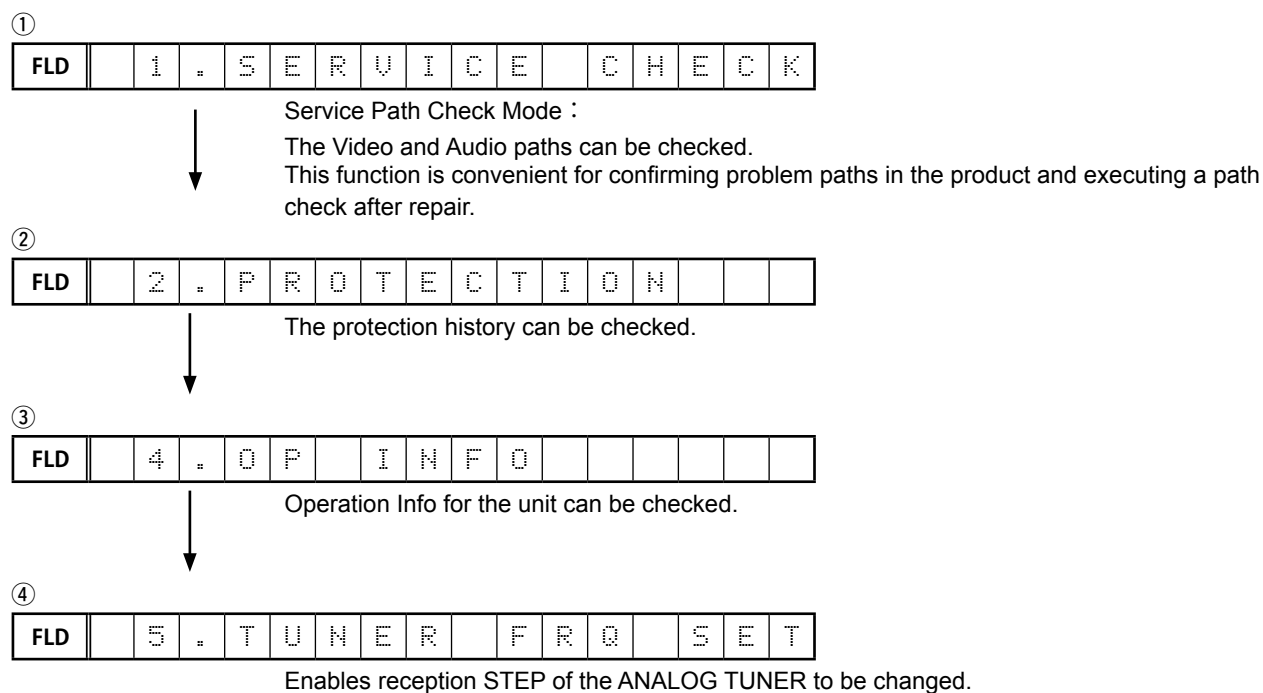 ①
FLD 1.SERVICE CHECK
Service Path Check Mode：
The Video and Audio paths can be checked.
This function is convenient for confirming problem paths in the product and executing a path
check after repair.
②
FLD 2.PROTECTION
The protection history can be checked.
③
FLD 4.OP INFO
Operation Info for the unit can be checked.
④
FLD 5.TUNER FRQ SET
Enables reception STEP of the ANALOG TUNER to be changed.